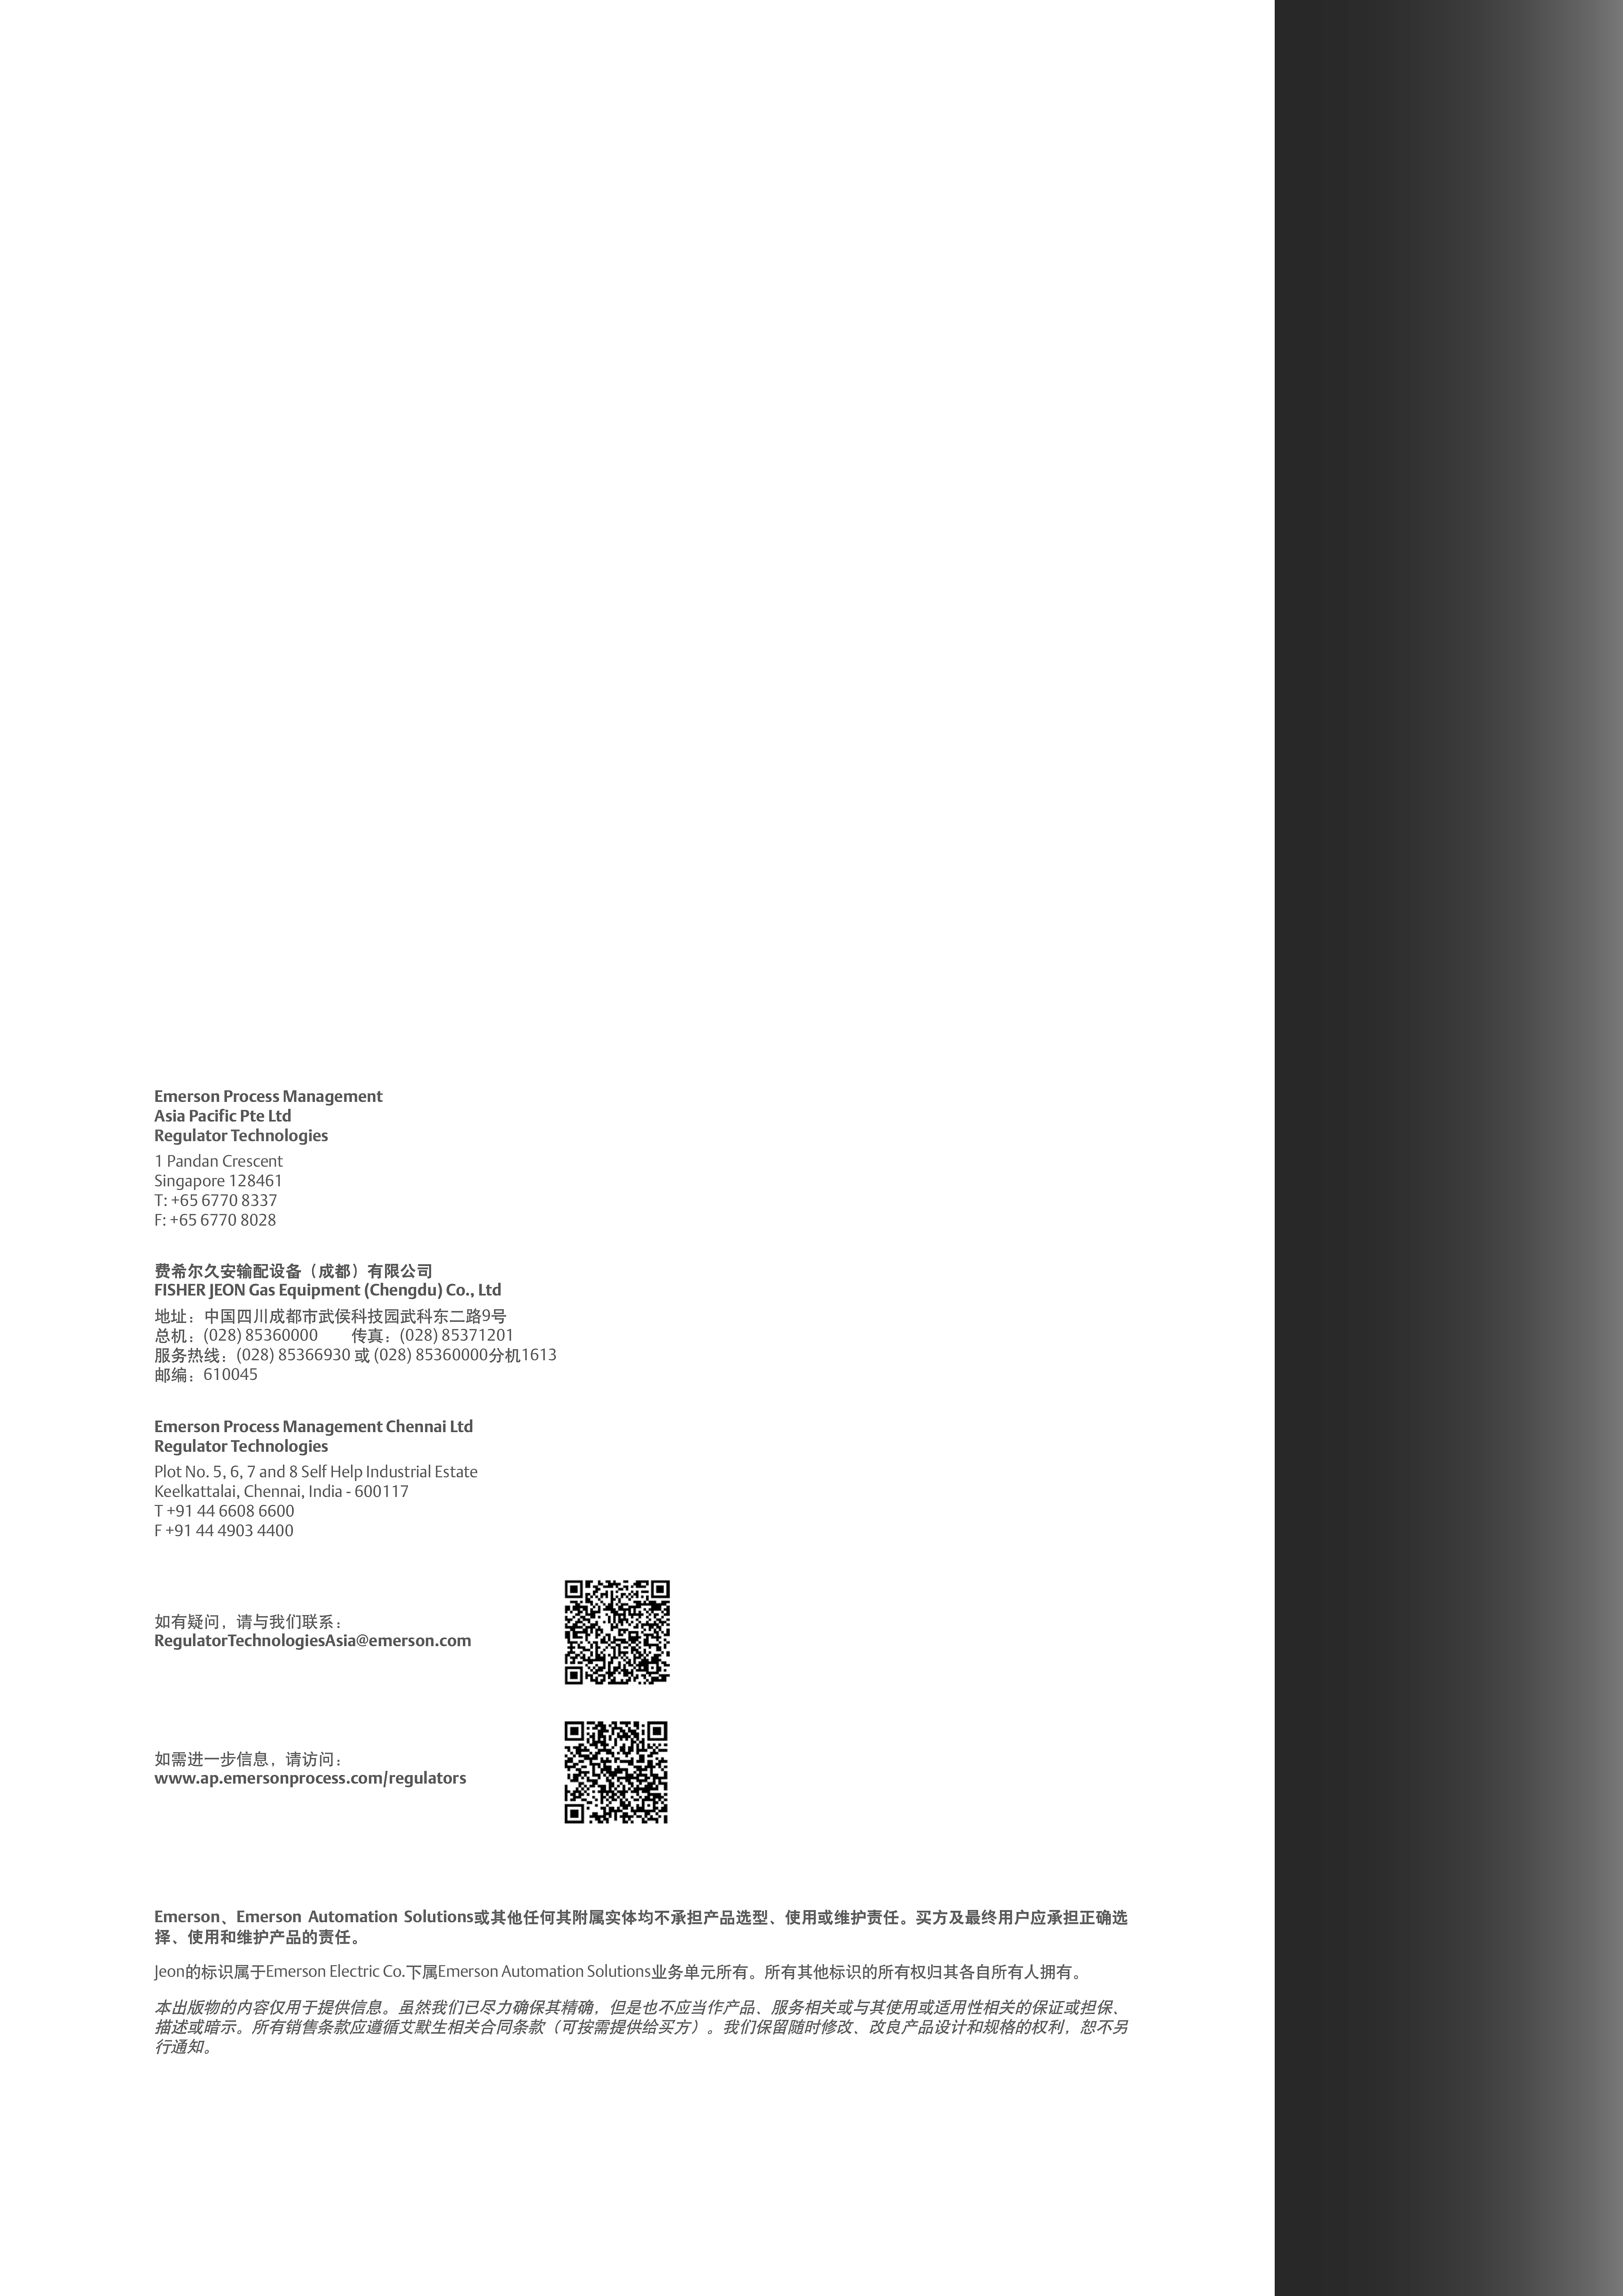 Emerson Process Management
Asia Pacific Pte Ltd
Regulator Technologies
1 Pandan Crescent
Singapore 128461
T: +65 6770 8337
F: +65 6770 8028
费希尔久安输配设备（成都）有限公司
FISHER JEON Gas Equipment (Chengdu) Co., Ltd
地址：中国四川成都市武侯科技园武科东二路9号
总机：(028) 85360000 传真：(028) 85371201
服务热线：(028) 85366930 或 (028) 85360000分机1613
邮编：610045
Emerson Process Management Chennai Ltd
Regulator Technologies
Plot No. 5, 6, 7 and 8 Self Help Industrial Estate
Keelkattalai, Chennai, India - 600117
T +91 44 6608 6600
F +91 44 4903 4400
如有疑问，请与我们联系：
RegulatorTechnologiesAsia@emerson.com
如需进一步信息，请访问：
www.ap.emersonprocess.com/regulators
Emerson、Emerson Automation Solutions或其他任何其附属实体均不承担产品选型、使用或维护责任。买方及最终用户应承担正确选
择、使用和维护产品的责任。
Jeon的标识属于Emerson Electric Co.下属Emerson Automation Solutions业务单元所有。所有其他标识的所有权归其各自所有人拥有。
本出版物的内容仅用于提供信息。虽然我们已尽力确保其精确，但是也不应当作产品、服务相关或与其使用或适用性相关的保证或担保、
描述或暗示。所有销售条款应遵循艾默生相关合同条款（可按需提供给买方）。我们保留随时修改、改良产品设计和规格的权利，恕不另
行通知。